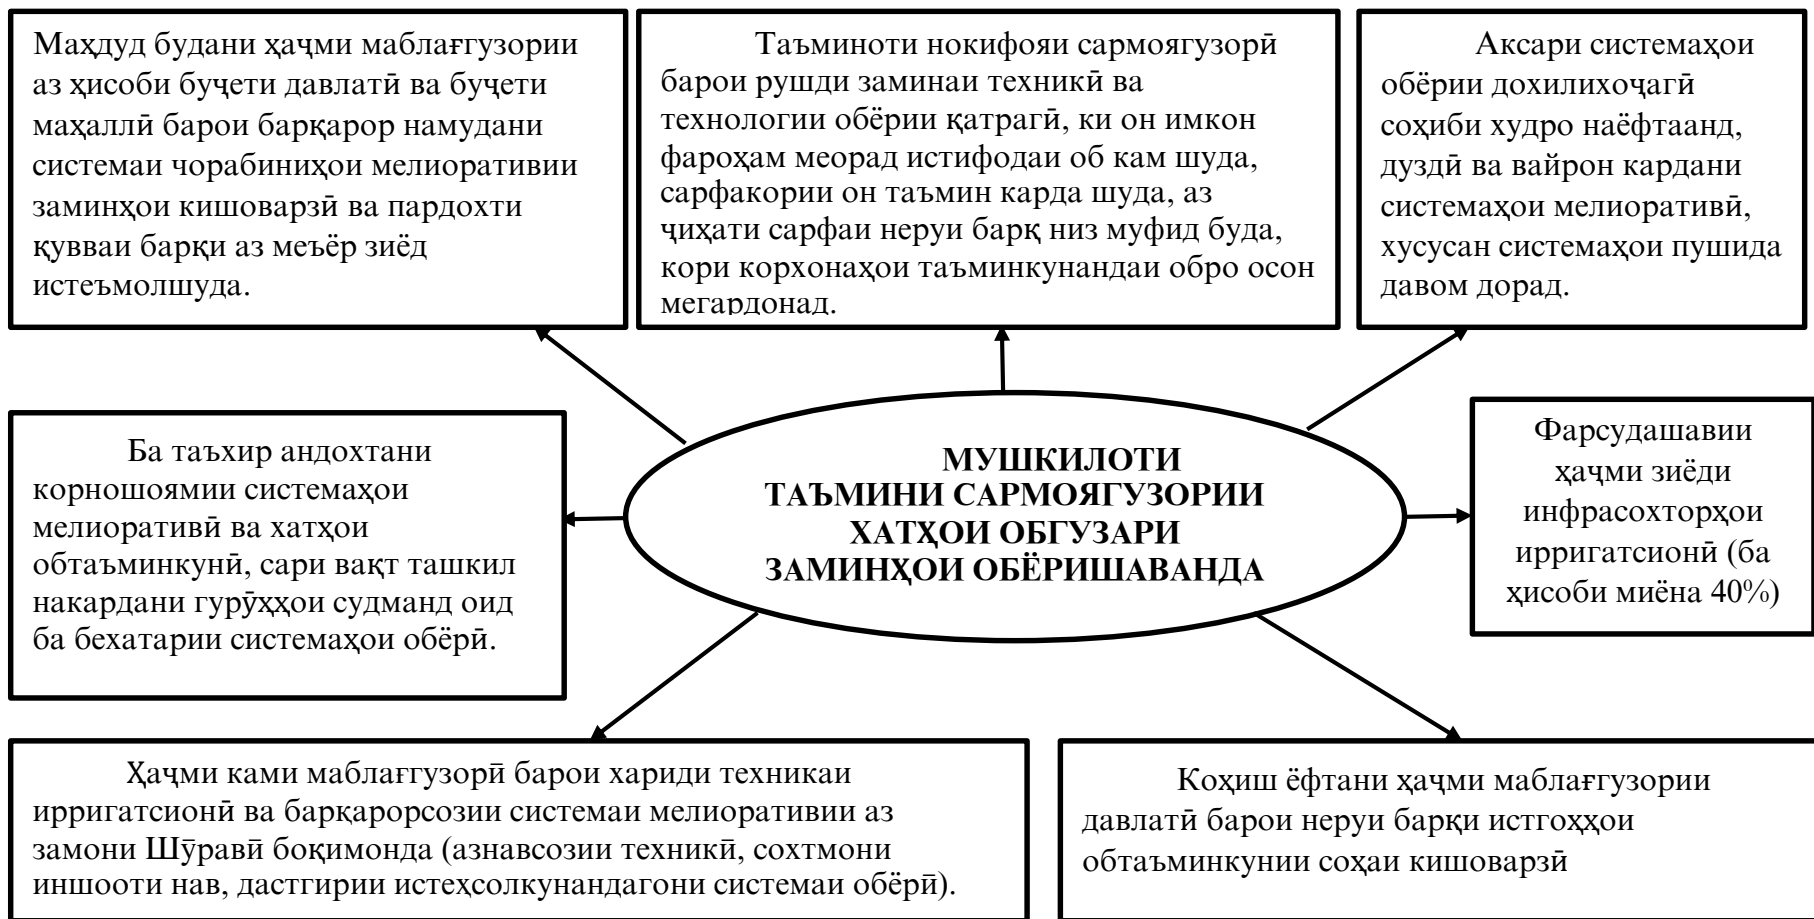 Маҳдуд будани ҳаҷми маблағгузории
аз ҳисоби буҷети давлатӣ ва буҷети
маҳаллӣ барои барқарор намудани
системаи чорабиниҳои мелиоративии
заминҳои кишоварзӣ ва пардохти
қувваи барқи аз меъёр зиёд
истеъмолшуда.
Таъминоти нокифояи сармоягузорӣ
барои рушди заминаи техникӣ ва
технологии обёрии қатрагӣ, ки он имкон
фароҳам меорад истифодаи об кам шуда,
сарфакории он таъмин карда шуда, аз
ҷиҳати сарфаи неруи барқ низ муфид буда,
кори корхонаҳои таъминкунандаи обро осон
мегардонад.
Аксари системаҳои
обёрии дохилихоҷагӣ
соҳиби худро наёфтаанд,
дуздӣ ва вайрон кардани
системаҳои мелиоративӣ,
хусусан системаҳои пушида
давом дорад.
Ба таъхир андохтани
корношоямии системаҳои
мелиоративӣ ва хатҳои
обтаъминкунӣ, сари вақт ташкил
накардани гурӯҳҳои судманд оид
ба бехатарии системаҳои обёрӣ.
МУШКИЛОТИ
ТАЪМИНИ САРМОЯГУЗОРИИ
ХАТҲОИ ОБГУЗАРИ
ЗАМИНҲОИ ОБЁРИШАВАНДА
Фарсудашавии
ҳаҷми зиёди
инфрасохторҳои
ирригатсионӣ (ба
ҳисоби миёна 40%)
Ҳаҷми ками маблағгузорӣ барои хариди техникаи
ирригатсионӣ ва барқарорсозии системаи мелиоративии аз
замони Шӯравӣ боқимонда (азнавсозии техникӣ, сохтмони
иншооти нав, дастгирии истеҳсолкунандагони системаи обёрӣ).
Коҳиш ёфтани ҳаҷми маблағгузории
давлатӣ барои неруи барқи истгоҳҳои
обтаъминкунии соҳаи кишоварзӣ